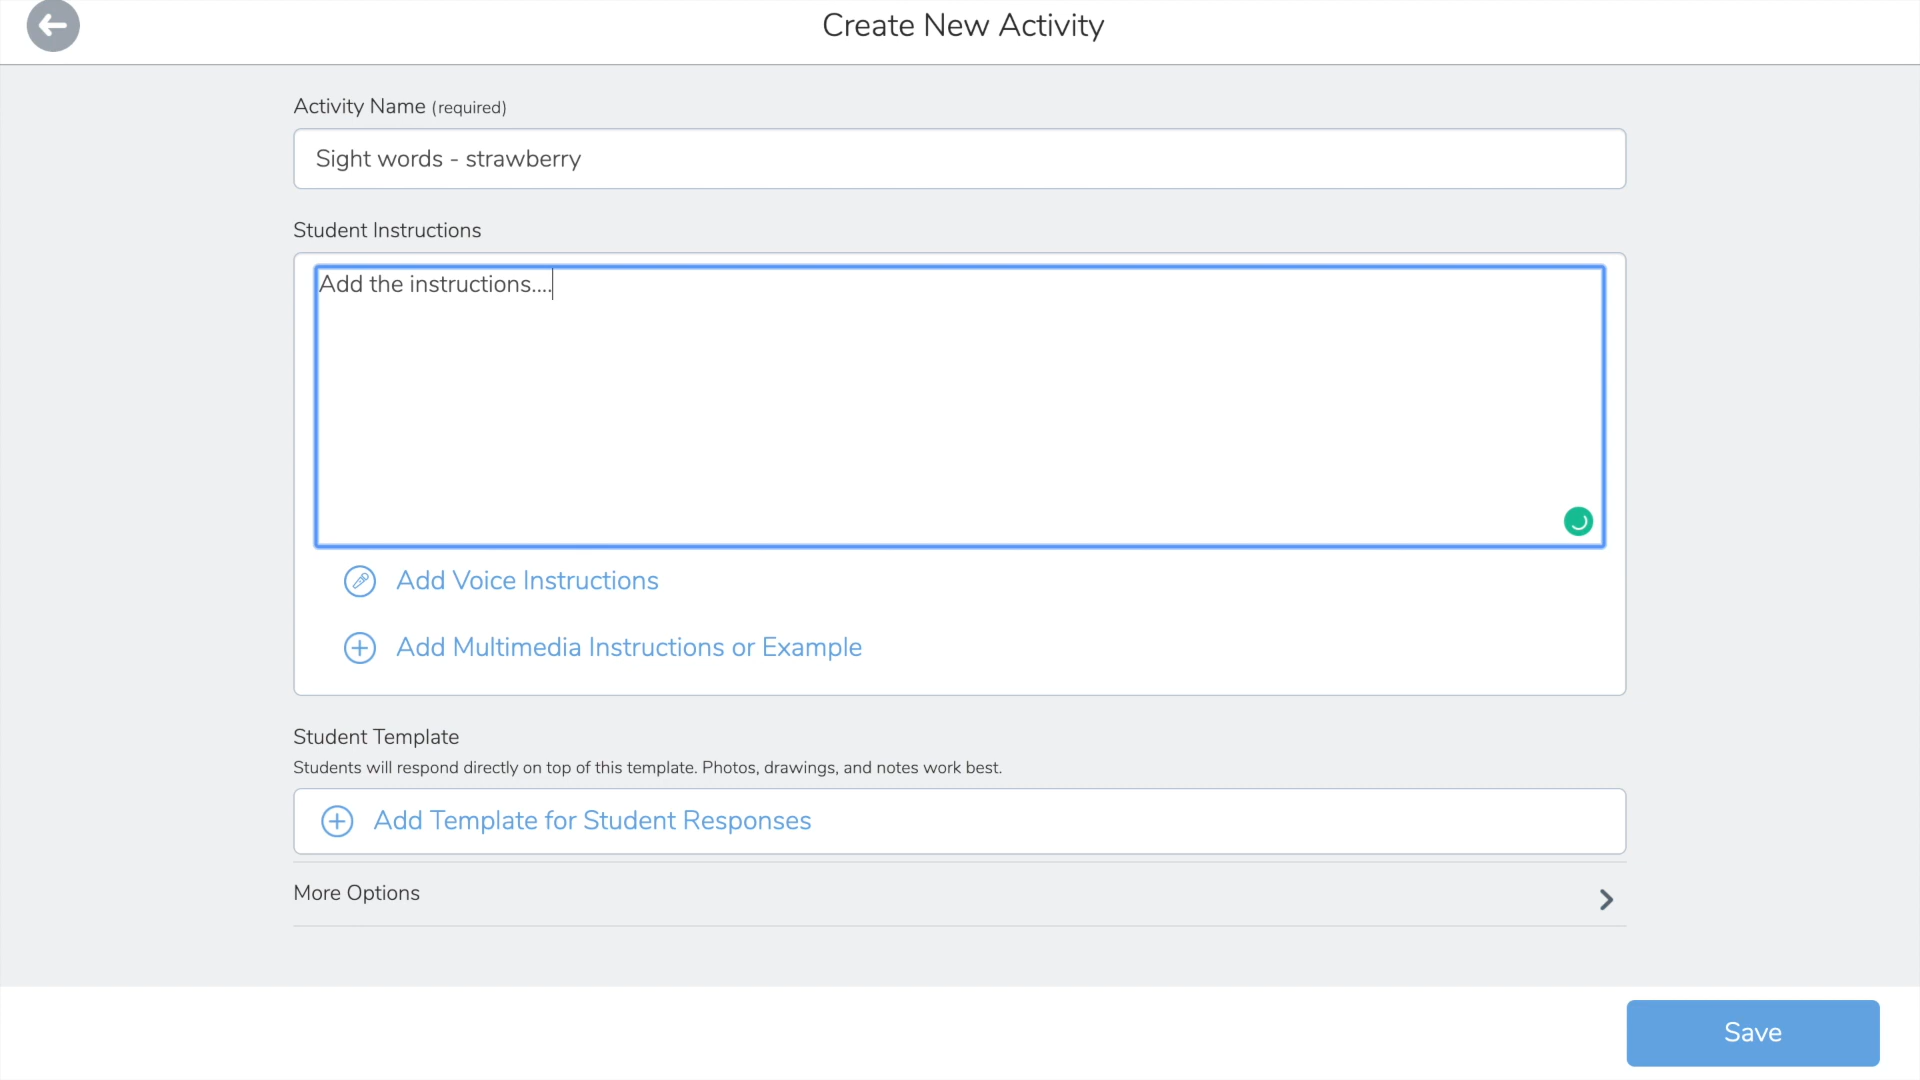 Create New Activity
Activity Name (required)
Sight words - strawberry
Student Instructions
Add the instructions....
Add Voice Instructions
Add Multimedia Instructions or Example
Student Template
Students will respond directly on top of this template. Photos, drawings, and notes work best.
Add Template for Student Responses
More Options
Save